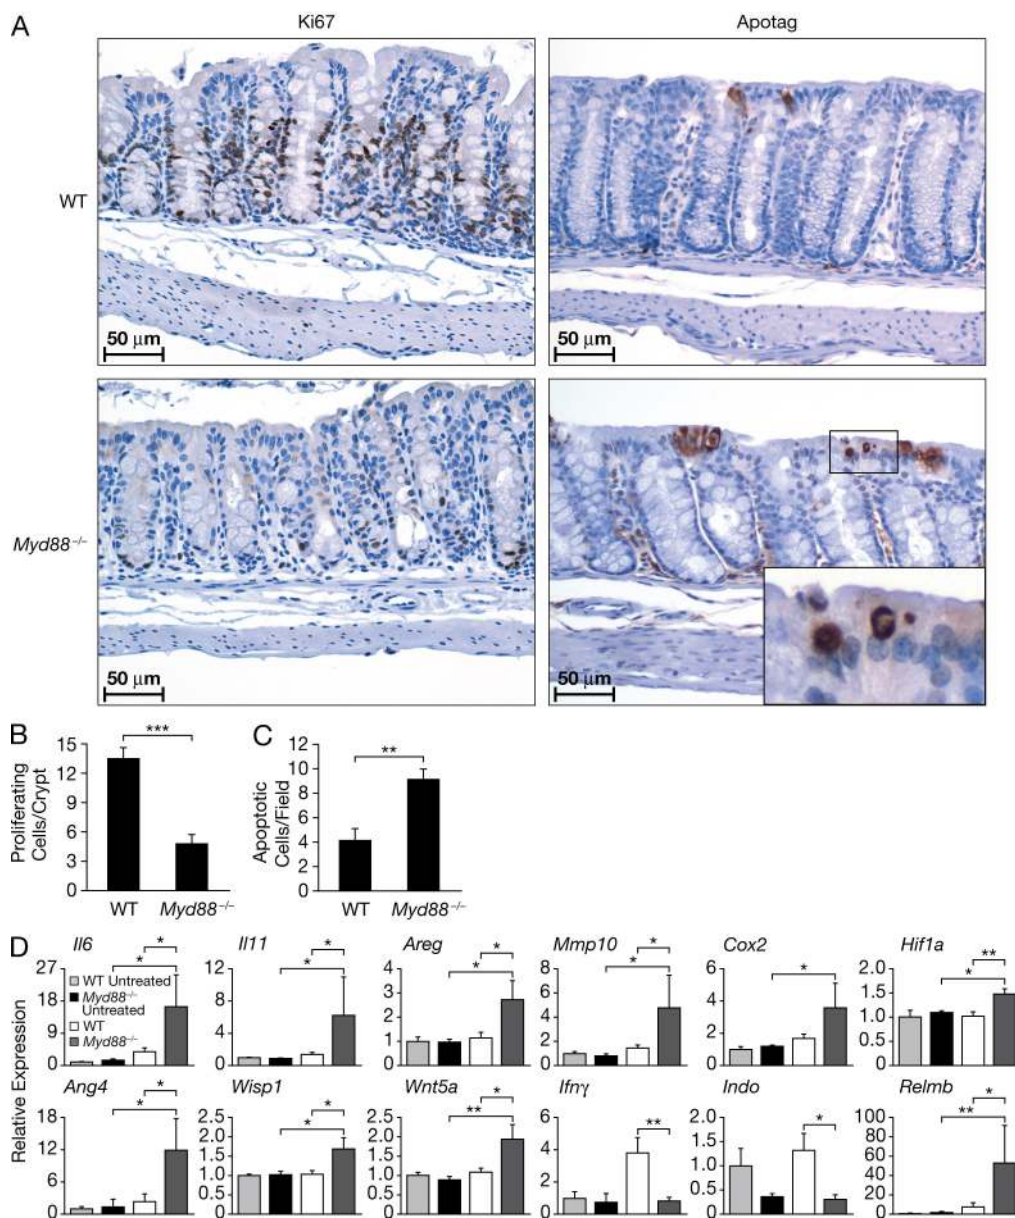 A
Ki67
Apotag
WT
50 µm
50 µm
Myd88−/−
50 µm
50 µm
B
Proliferating
Cells/Crypt
15
12
9
6
3
0
***
WT
Myd88−/−
C
Apoptotic
Cells/Field
12
10
8
6
4
2
0
**
WT
Myd88−/−
D
Relative Expression
Il6
27
18
9
0
*
*
WT Untreated
Myd88−/−
Untreated
WT
Myd88−/−
Il11
12
8
4
0
*
*
Areg
4
3
2
1
0
*
*
Mmp10
8
6
4
2
0
*
*
Cox2
6
4
2
0
*
Hif1a
2.0
1.5
1.0
0.5
0
**
*
Ang4
18
12
6
0
*
*
Wisp1
2.5
2.0
1.5
1.0
0.5
0
*
*
Wnt5a
2.5
2.0
1.5
1.0
0.5
0
*
**
Ifnγ
6
4
2
0
**
Indo
2.0
1.5
1.0
0.5
0
*
Relmb
100
80
60
40
20
0
*
**